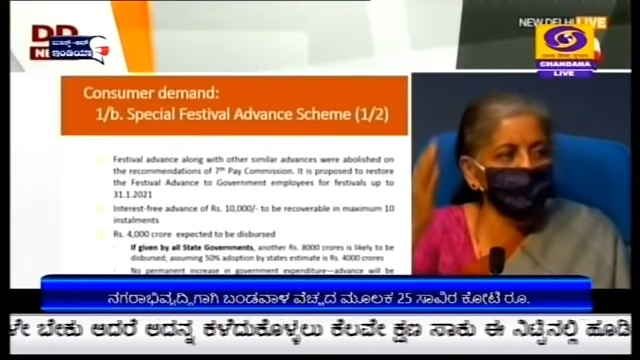 DD
NE
ಮಾಸ್ಕ್-ಅಪ್
ಇಂಡಿಯಾ
NEW DELHI LIVE
CHANDANA
LIVE
Consumer demand:
1/b. Special Festival Advance Scheme (1/2)
Festival advance along with other similar advances were abolished on
the recommendations of 7th Pay Commission. It is proposed to restore
the Festival Advance to Government employees for festivals up to
31.1.2021
Interest-free advance of Rs. 10,000/- to be recoverable in maximum 10
instalments
Rs. 4,000 crore expected to be disbursed
If given by all State Governments, another Rs. 8000 crores is likely to be
disbursed; assuming 50% adoption by states estimate is Rs. 4000 crores
No permanent increase in government expenditure—advance will be
ನಗರಾಭಿವೃದ್ಧಿಗಾಗಿ ಬಂಡವಾಳ ವೆಚ್ಚದ ಮೂಲಕ 25 ಸಾವಿರ ಕೋಟಿ ರೂ.
ಳೇ ಬೇಕು ಆದರೆ ಅದನ್ನ ಕಳೆದುಕೊಳ್ಳಲು ಕೆಲವೇ ಕ್ಷಣ ಸಾಕು ಈ ನಿಟ್ಟಿನಲ್ಲಿ ಹೂಡಿ